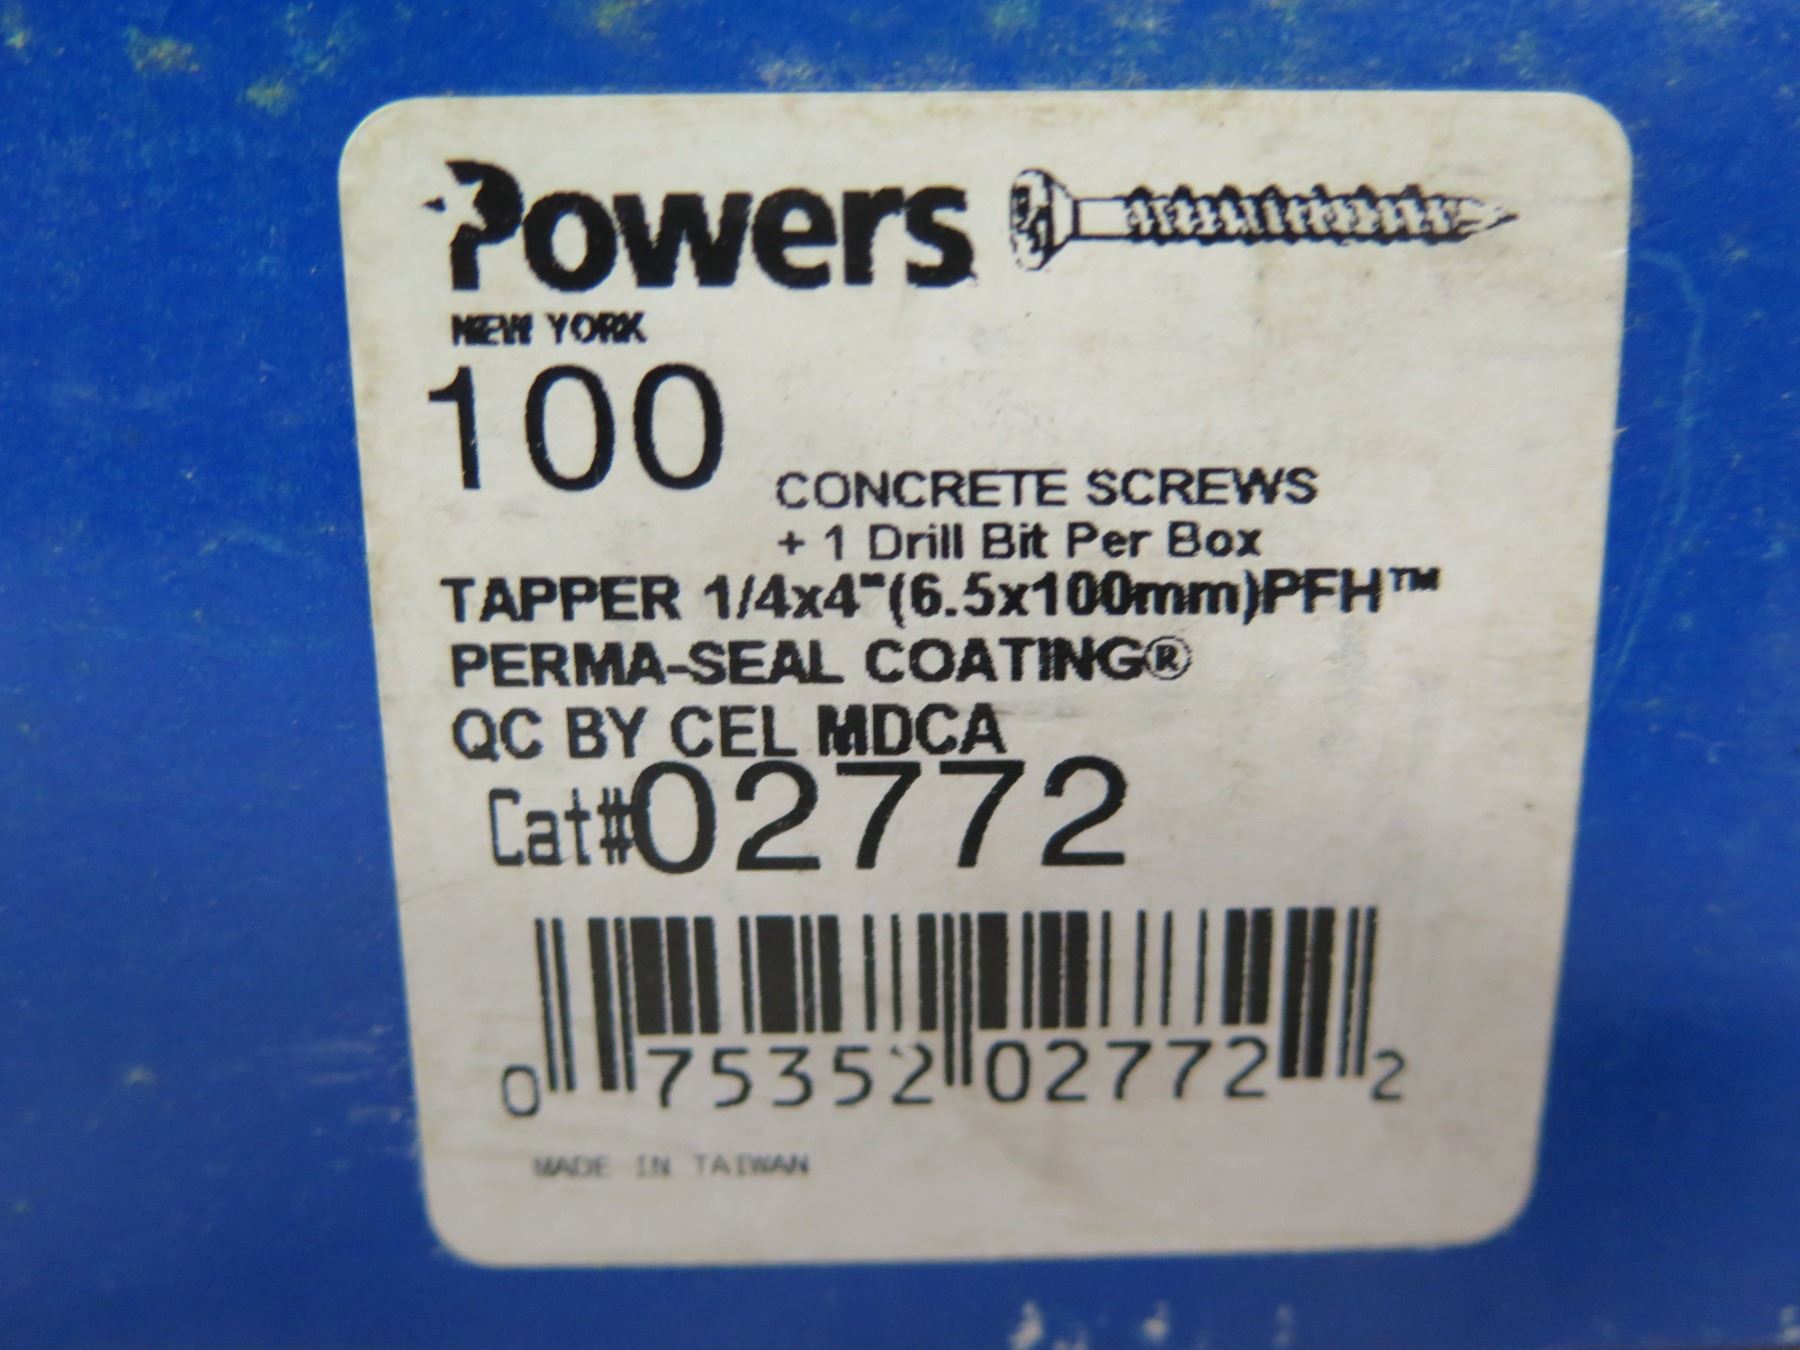 Powers
NEW YORK
100
CONCRETE SCREWS
+ 1 Drill Bit Per Box
TAPPER 1/4x4"(6.5x100mm)PFH™
PERMA-SEAL COATING®
QC BY CEL MDCA
Cat#02772
0 75352 02772 2
MADE IN TAIWAN